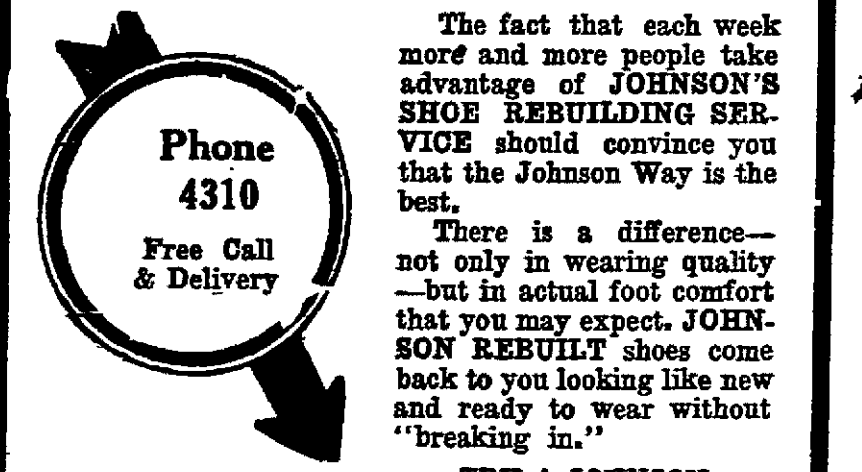 Phone
4310
Free Call
& Delivery
The fact that each week
more and more people take
advantage of JOHNSON'S
SHOE REBUILDING SER-
VICE should convince you
that the Johnson Way is the
best.
There is a difference—
not only in wearing quality
—but in actual foot comfort
that you may expect. JOHN-
SON REBUILT shoes come
back to you looking like new
and ready to wear without
"breaking in."